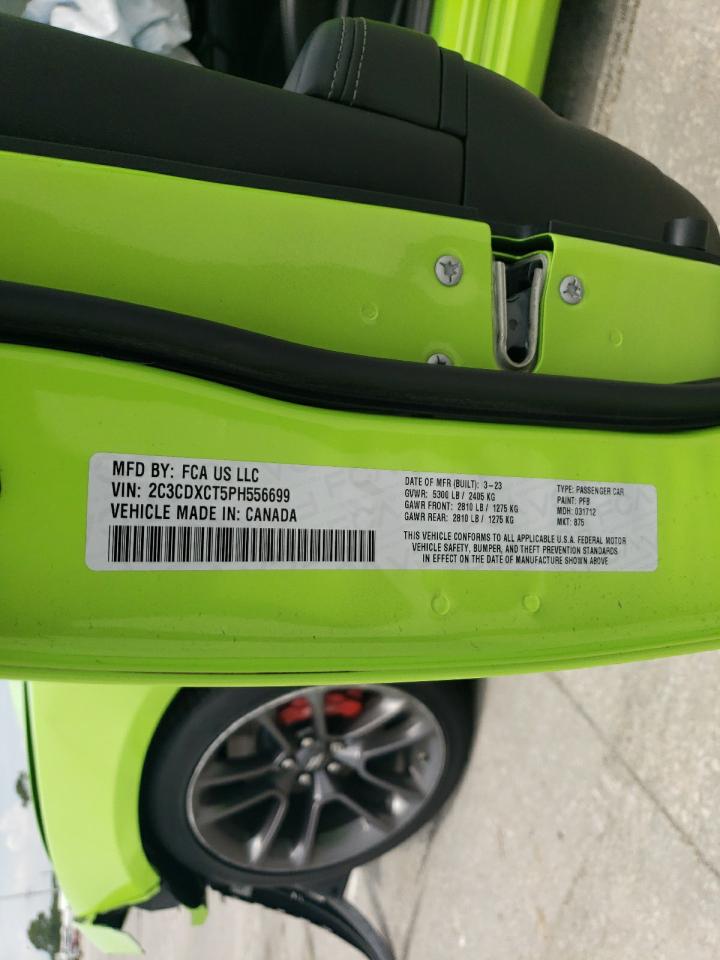 MFD BY: FCA US LLC
VIN: 2C3CDXCT5PH556699
VEHICLE MADE IN: CANADA
DATE OF MFR (BUILT): 3-23
GVWR: 5300 LB / 2405 KG
GAWR FRONT: 2810 LB / 1275 KG
GAWR REAR: 2810 LB / 1275 KG
TYPE: PASSENGER CAR
PAINT: PFB
MDH: 031712
MKT: 875
THIS VEHICLE CONFORMS TO ALL APPLICABLE U.S.A. FEDERAL MOTOR
VEHICLE SAFETY, BUMPER, AND THEFT PREVENTION STANDARDS
IN EFFECT ON THE DATE OF MANUFACTURE SHOWN ABOVE